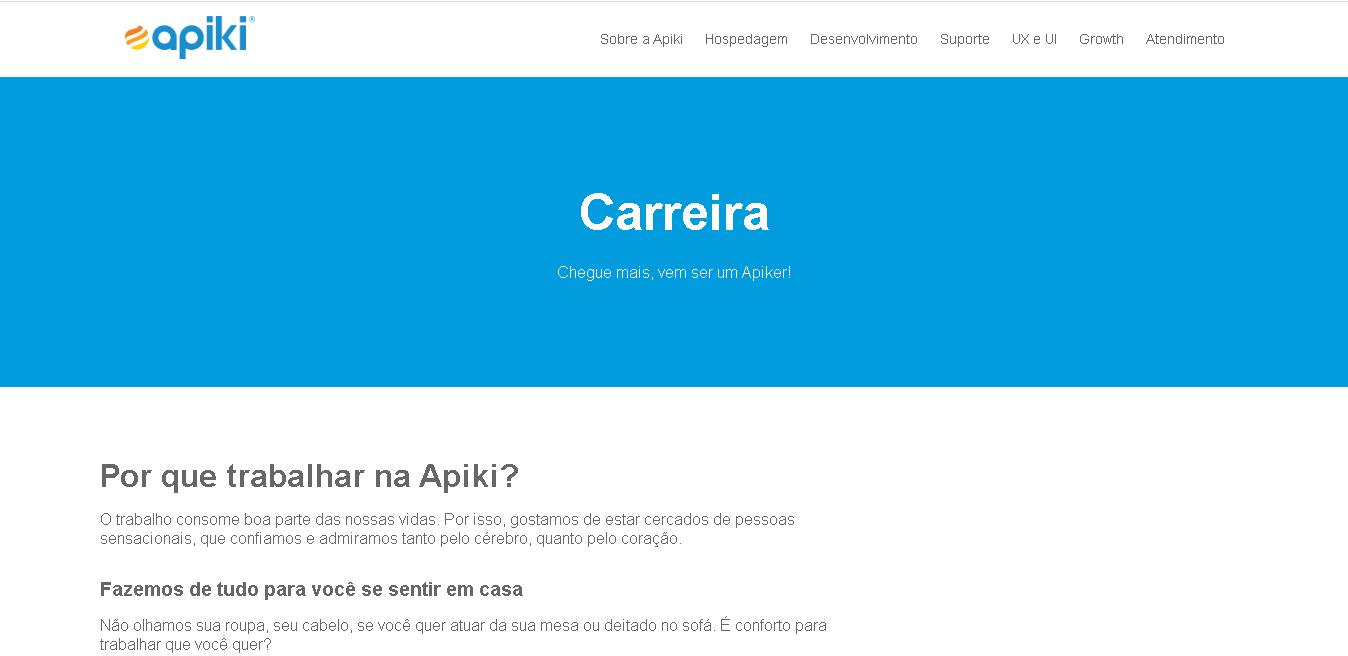 apiki®
Sobre a Apiki Hospedagem Desenvolvimento Suporte UX e UI Growth Atendimento
Carreira
Chegue mais, vem ser um Apiker!
Por que trabalhar na Apiki?
O trabalho consome boa parte das nossas vidas. Por isso, gostamos de estar cercados de pessoas
sensacionais, que confiamos e admiramos tanto pelo cérebro, quanto pelo coração.
Fazemos de tudo para você se sentir em casa
Não olhamos sua roupa, seu cabelo, se você quer atuar da sua mesa ou deitado no sofá. É conforto para
trabalhar que você quer?